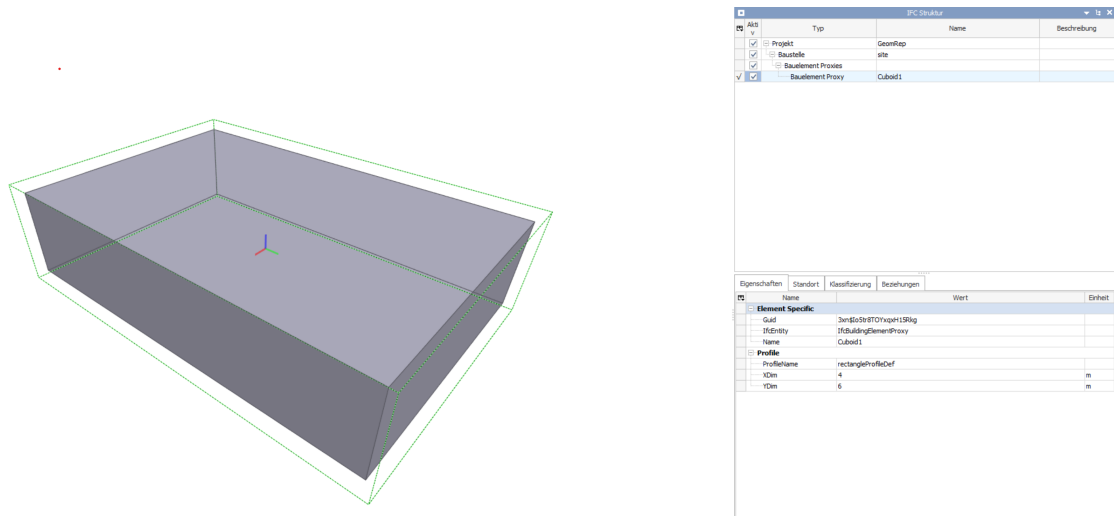 IFC Struktur
Akti
v
Typ
Name
Beschreibung
Projekt
GeomRep
Baustelle
site
Bauelement Proxies
Bauelement Proxy
Cuboid1
Eigenschaften
Standort
Klassifizierung
Beziehungen
Name
Wert
Einheit
Element Specific
Guid
3xn$Io5tr8TOYxqxH15Rkg
IfcEntity
IfcBuildingElementProxy
Name
Cuboid1
Profile
ProfileName
rectangleProfileDef
XDim
4
m
YDim
6
m